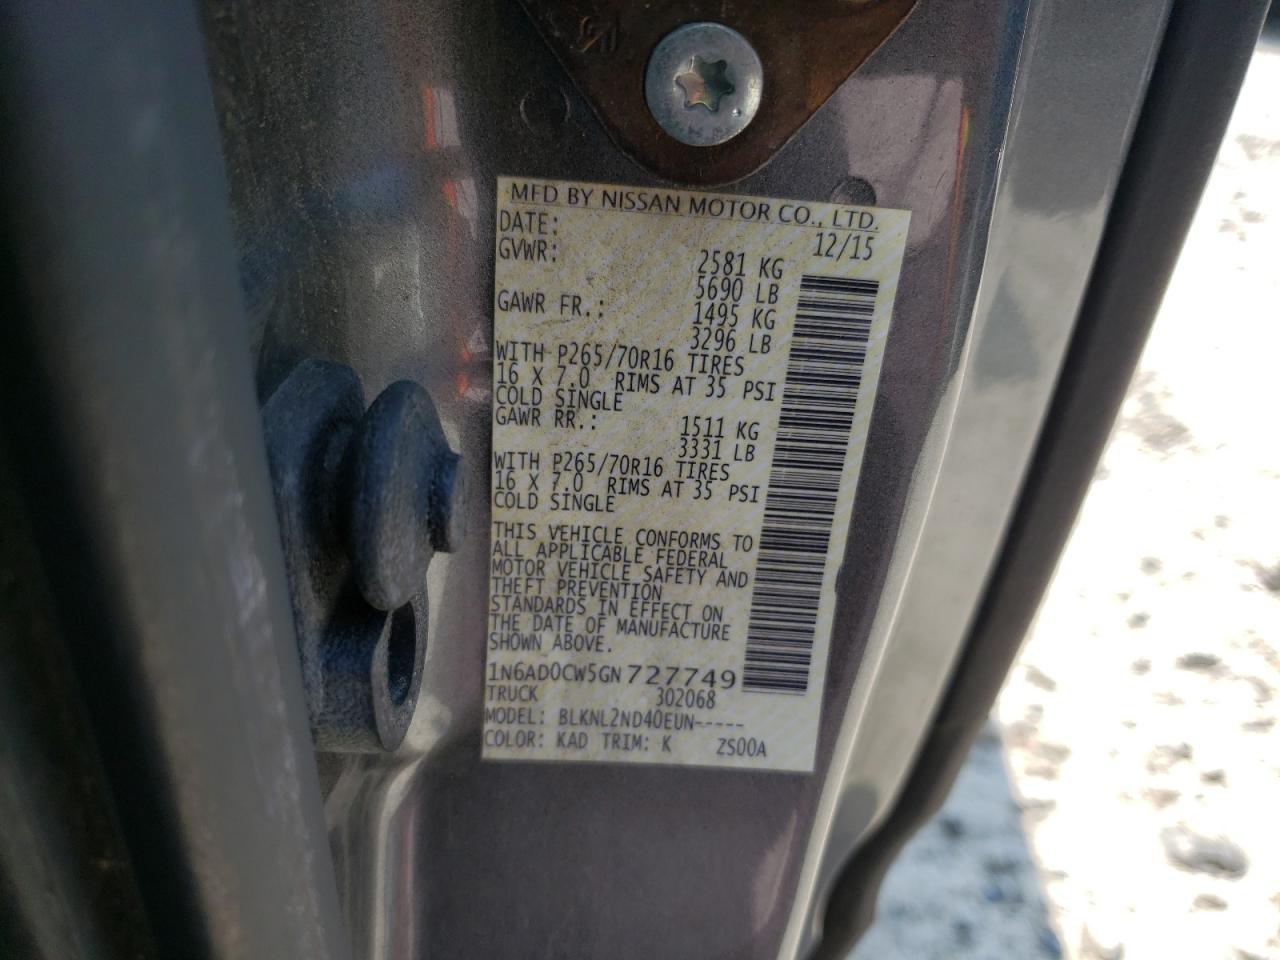 MFD BY NISSAN MOTOR CO., LTD.
DATE: 12/15
GVWR: 2581 KG
5690 LB
GAWR FR.: 1495 KG
3296 LB
WITH P265/70R16 TIRES
16 X 7.0 RIMS AT 35 PSI
COLD SINGLE
GAWR RR.: 1511 KG
3331 LB
WITH P265/70R16 TIRES
16 X 7.0 RIMS AT 35 PSI
COLD SINGLE
THIS VEHICLE CONFORMS TO
ALL APPLICABLE FEDERAL
MOTOR VEHICLE SAFETY AND
THEFT PREVENTION
STANDARDS IN EFFECT ON
THE DATE OF MANUFACTURE
SHOWN ABOVE.
1N6AD0CW5GN727749
TRUCK 302068
MODEL: BLKNL2ND40EUN-----
COLOR: KAD TRIM: K ZS00A